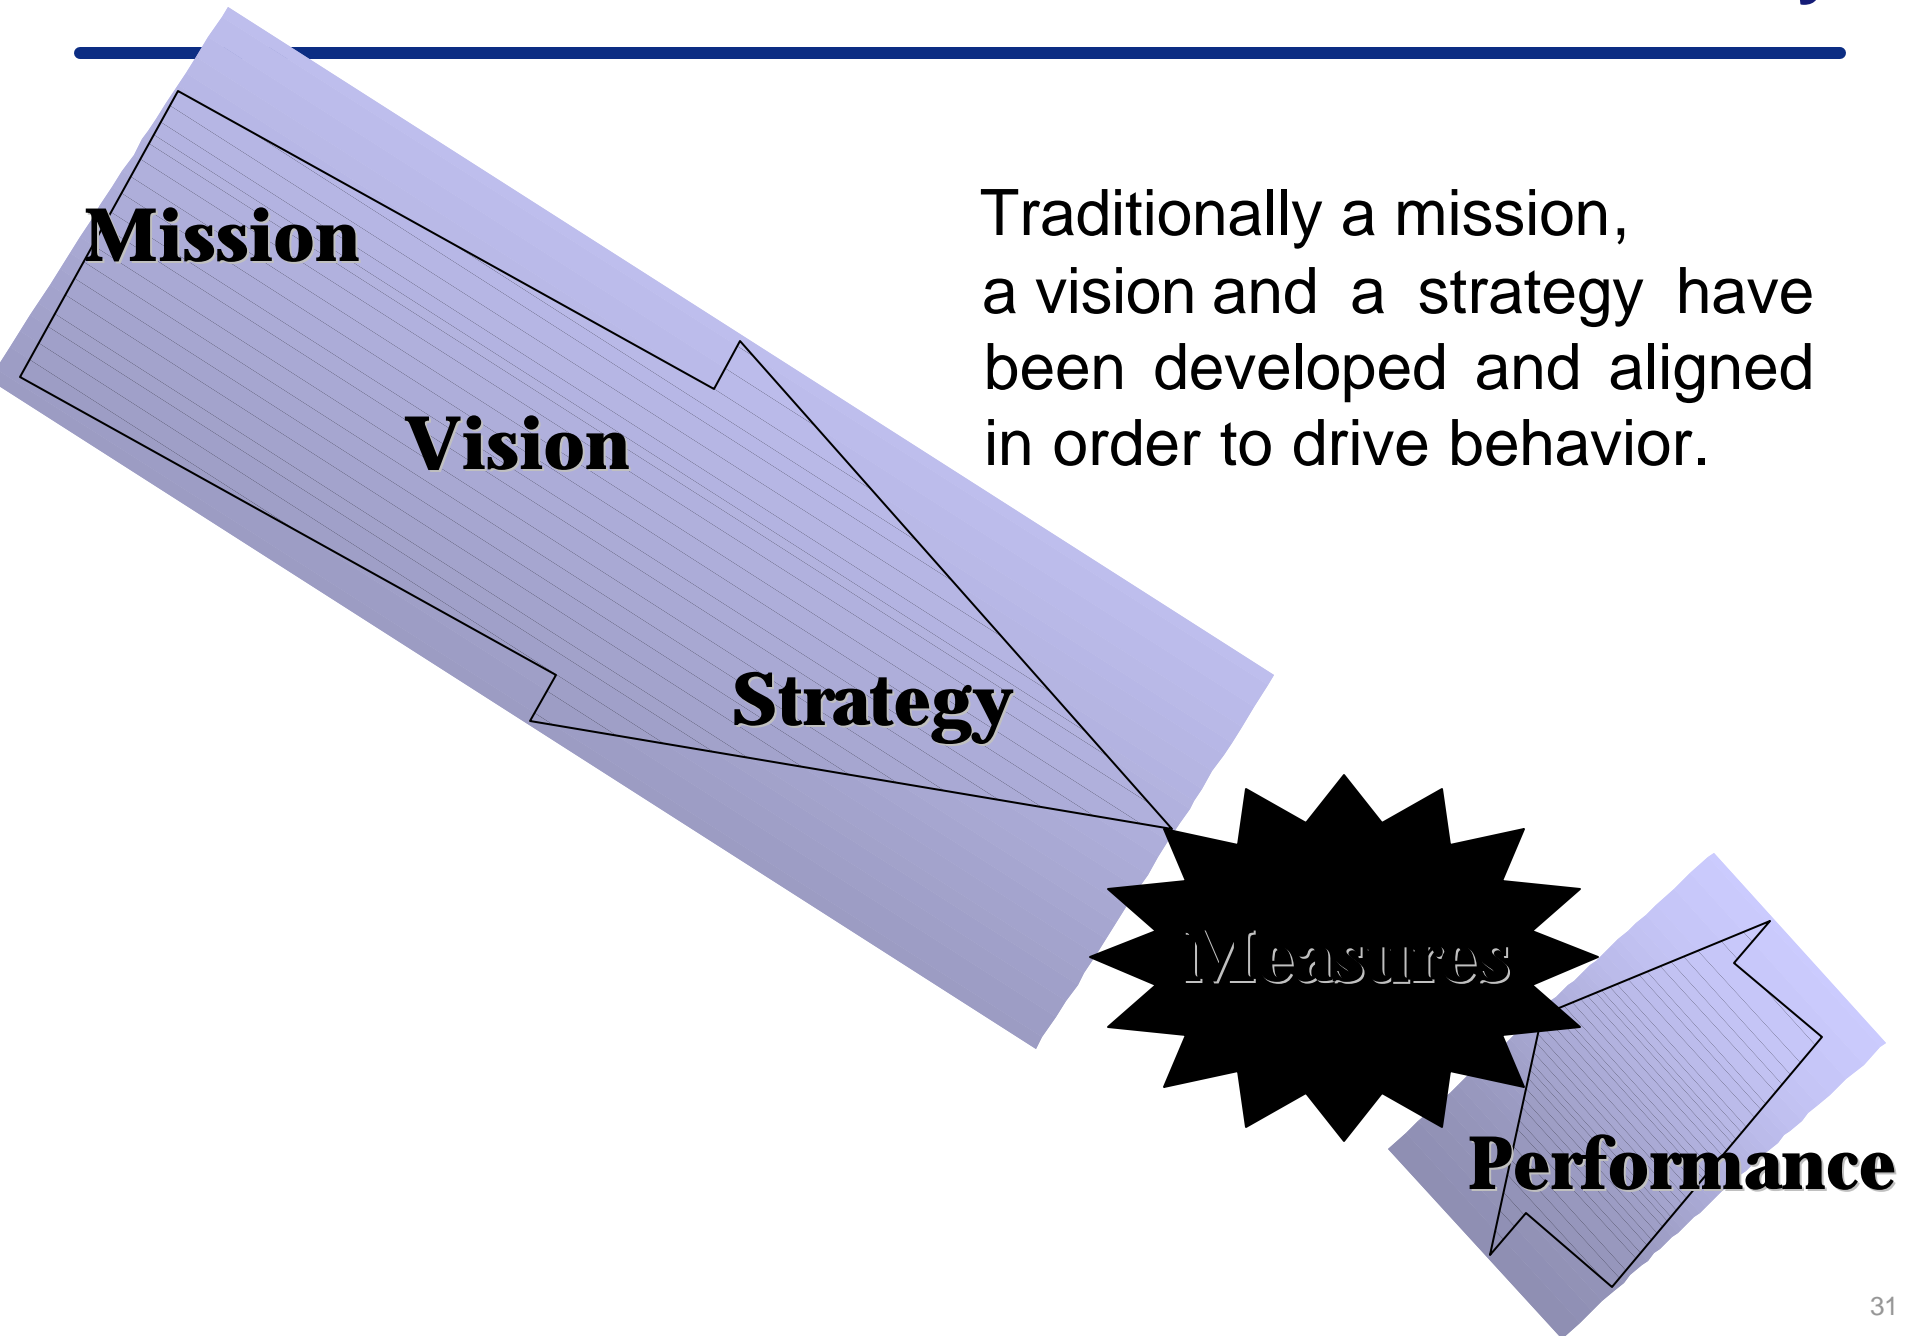 Mission
Traditionally a mission,
a vision and a strategy have
been developed and aligned
in order to drive behavior.
Vision
Strategy
Measures
Performance
31